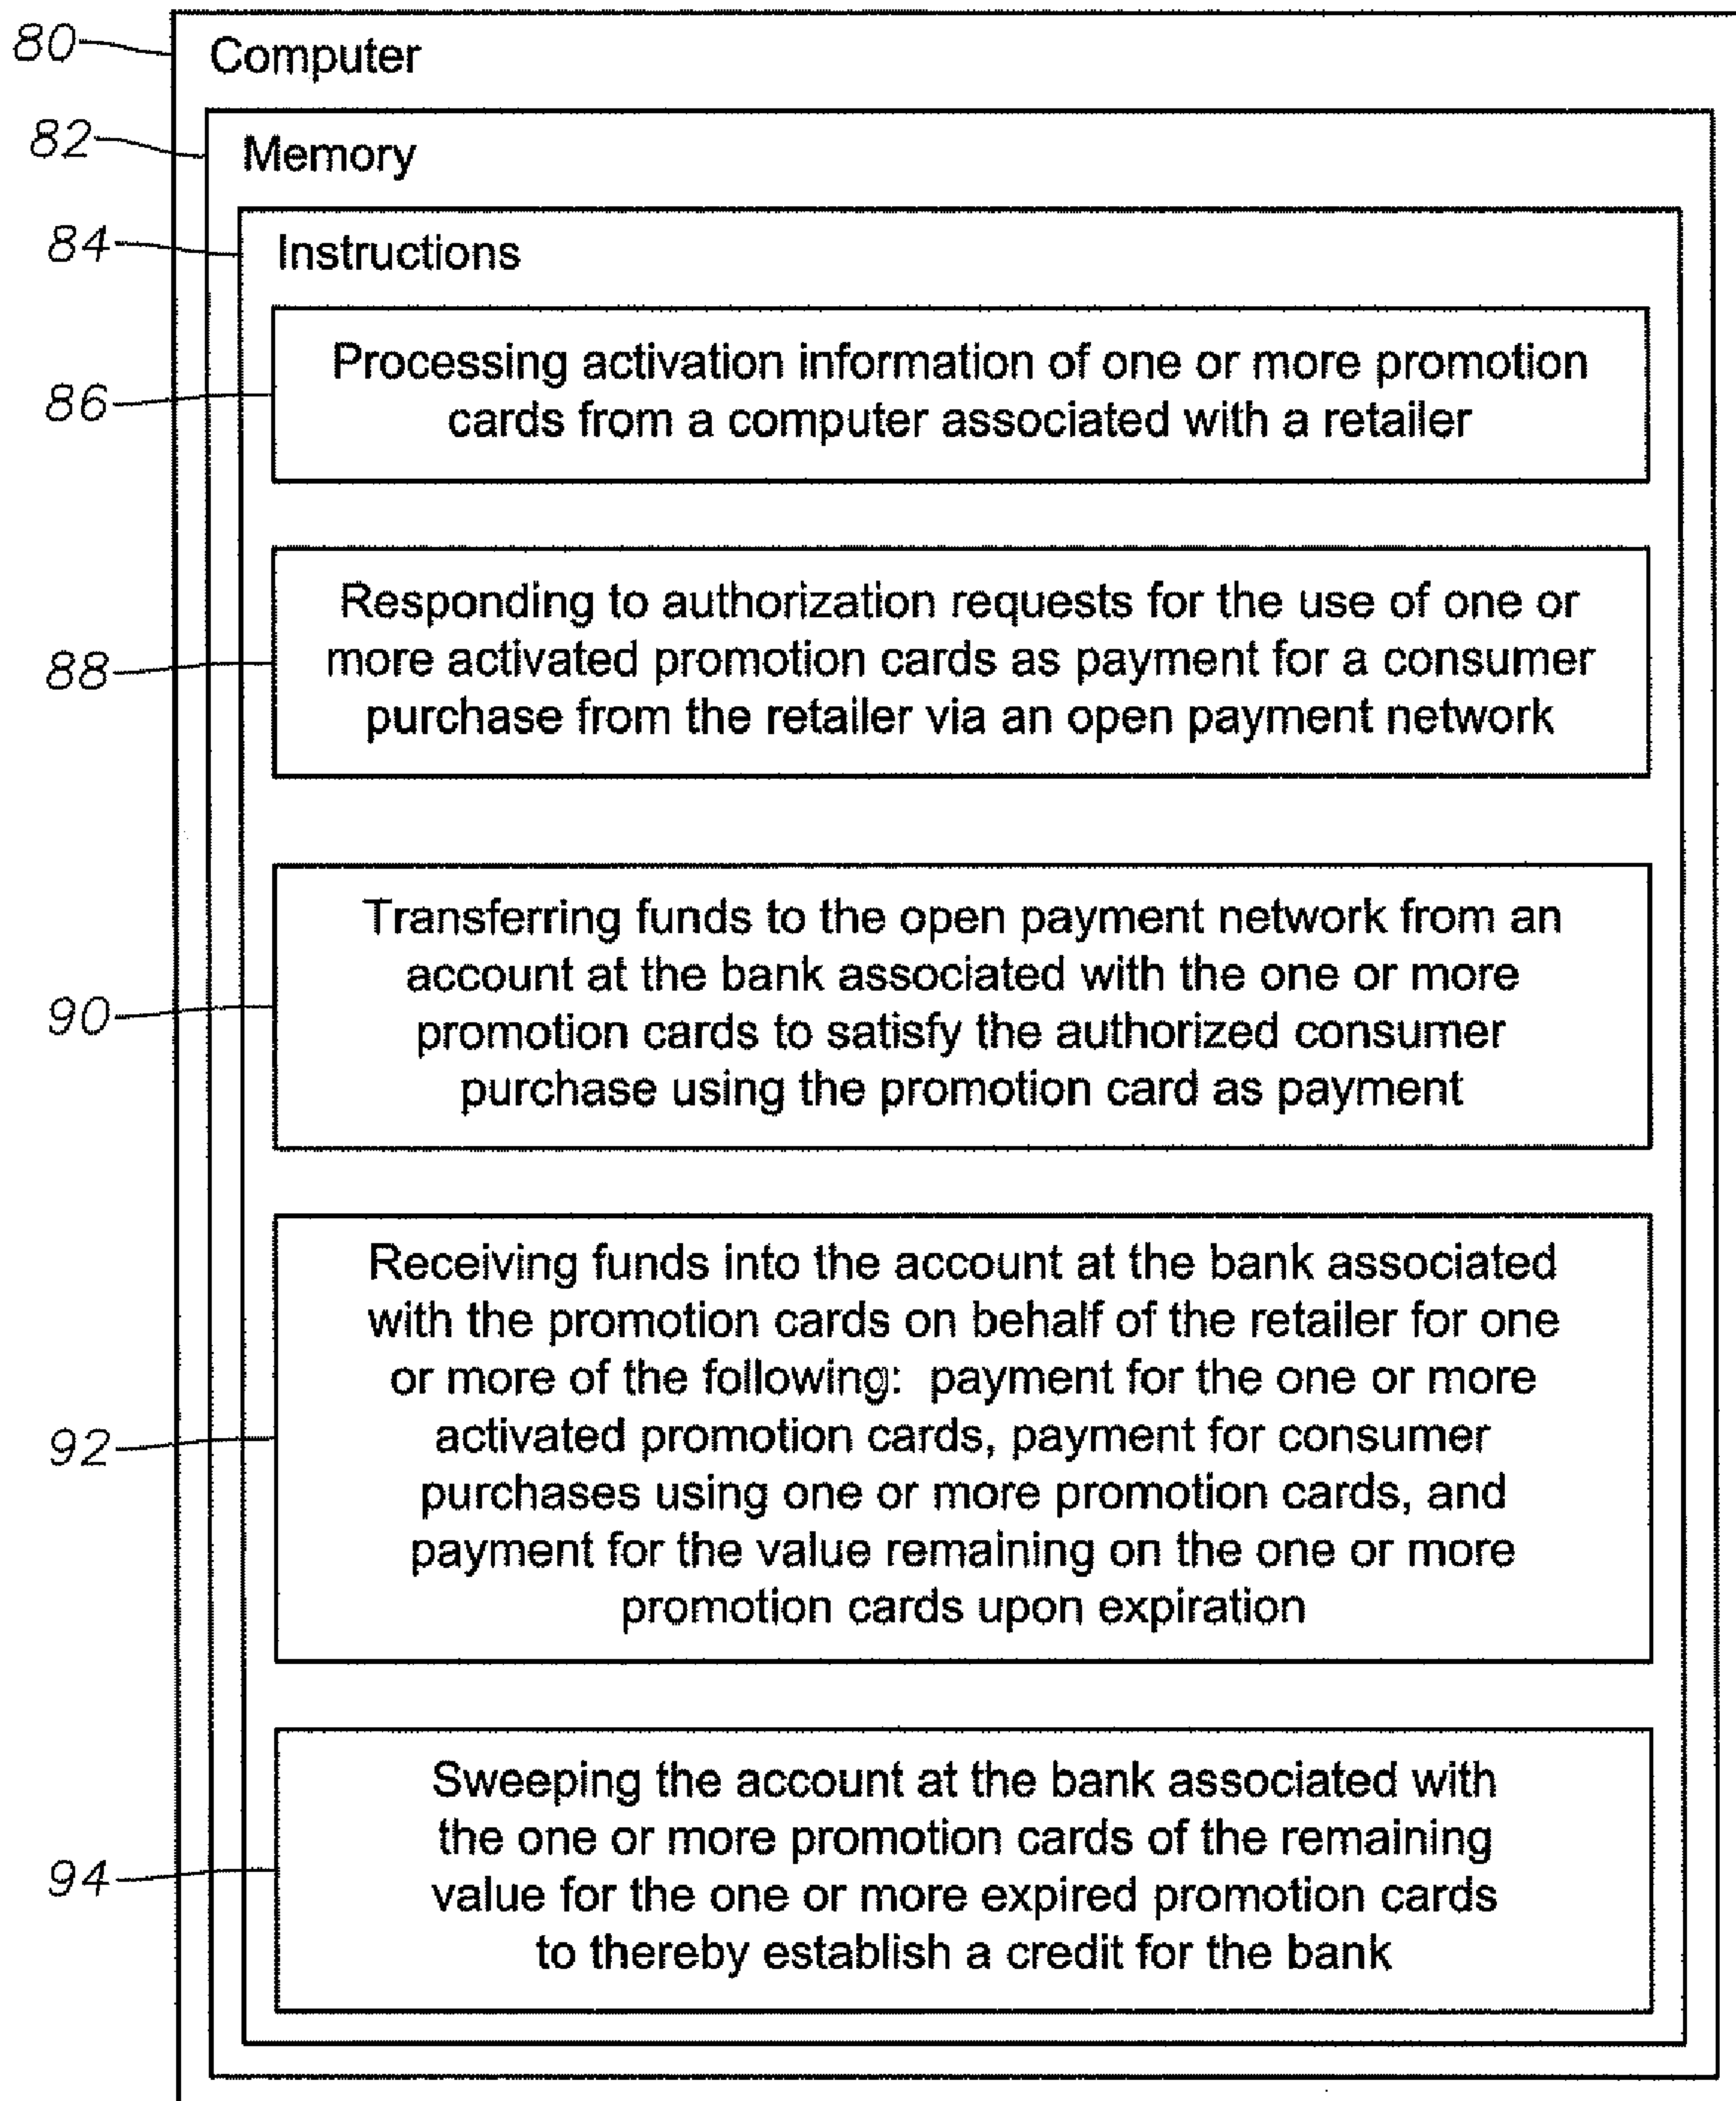 80
Computer
82
Memory
84
Instructions
86
Processing activation information of one or more promotion
cards from a computer associated with a retailer
88
Responding to authorization requests for the use of one or
more activated promotion cards as payment for a consumer
purchase from the retailer via an open payment network
90
Transferring funds to the open payment network from an
account at the bank associated with the one or more
promotion cards to satisfy the authorized consumer
purchase using the promotion card as payment
92
Receiving funds into the account at the bank associated
with the promotion cards on behalf of the retailer for one
or more of the following: payment for the one or more
activated promotion cards, payment for consumer
purchases using one or more promotion cards, and
payment for the value remaining on the one or more
promotion cards upon expiration
94
Sweeping the account at the bank associated with
the one or more promotion cards of the remaining
value for the one or more expired promotion cards
to thereby establish a credit for the bank